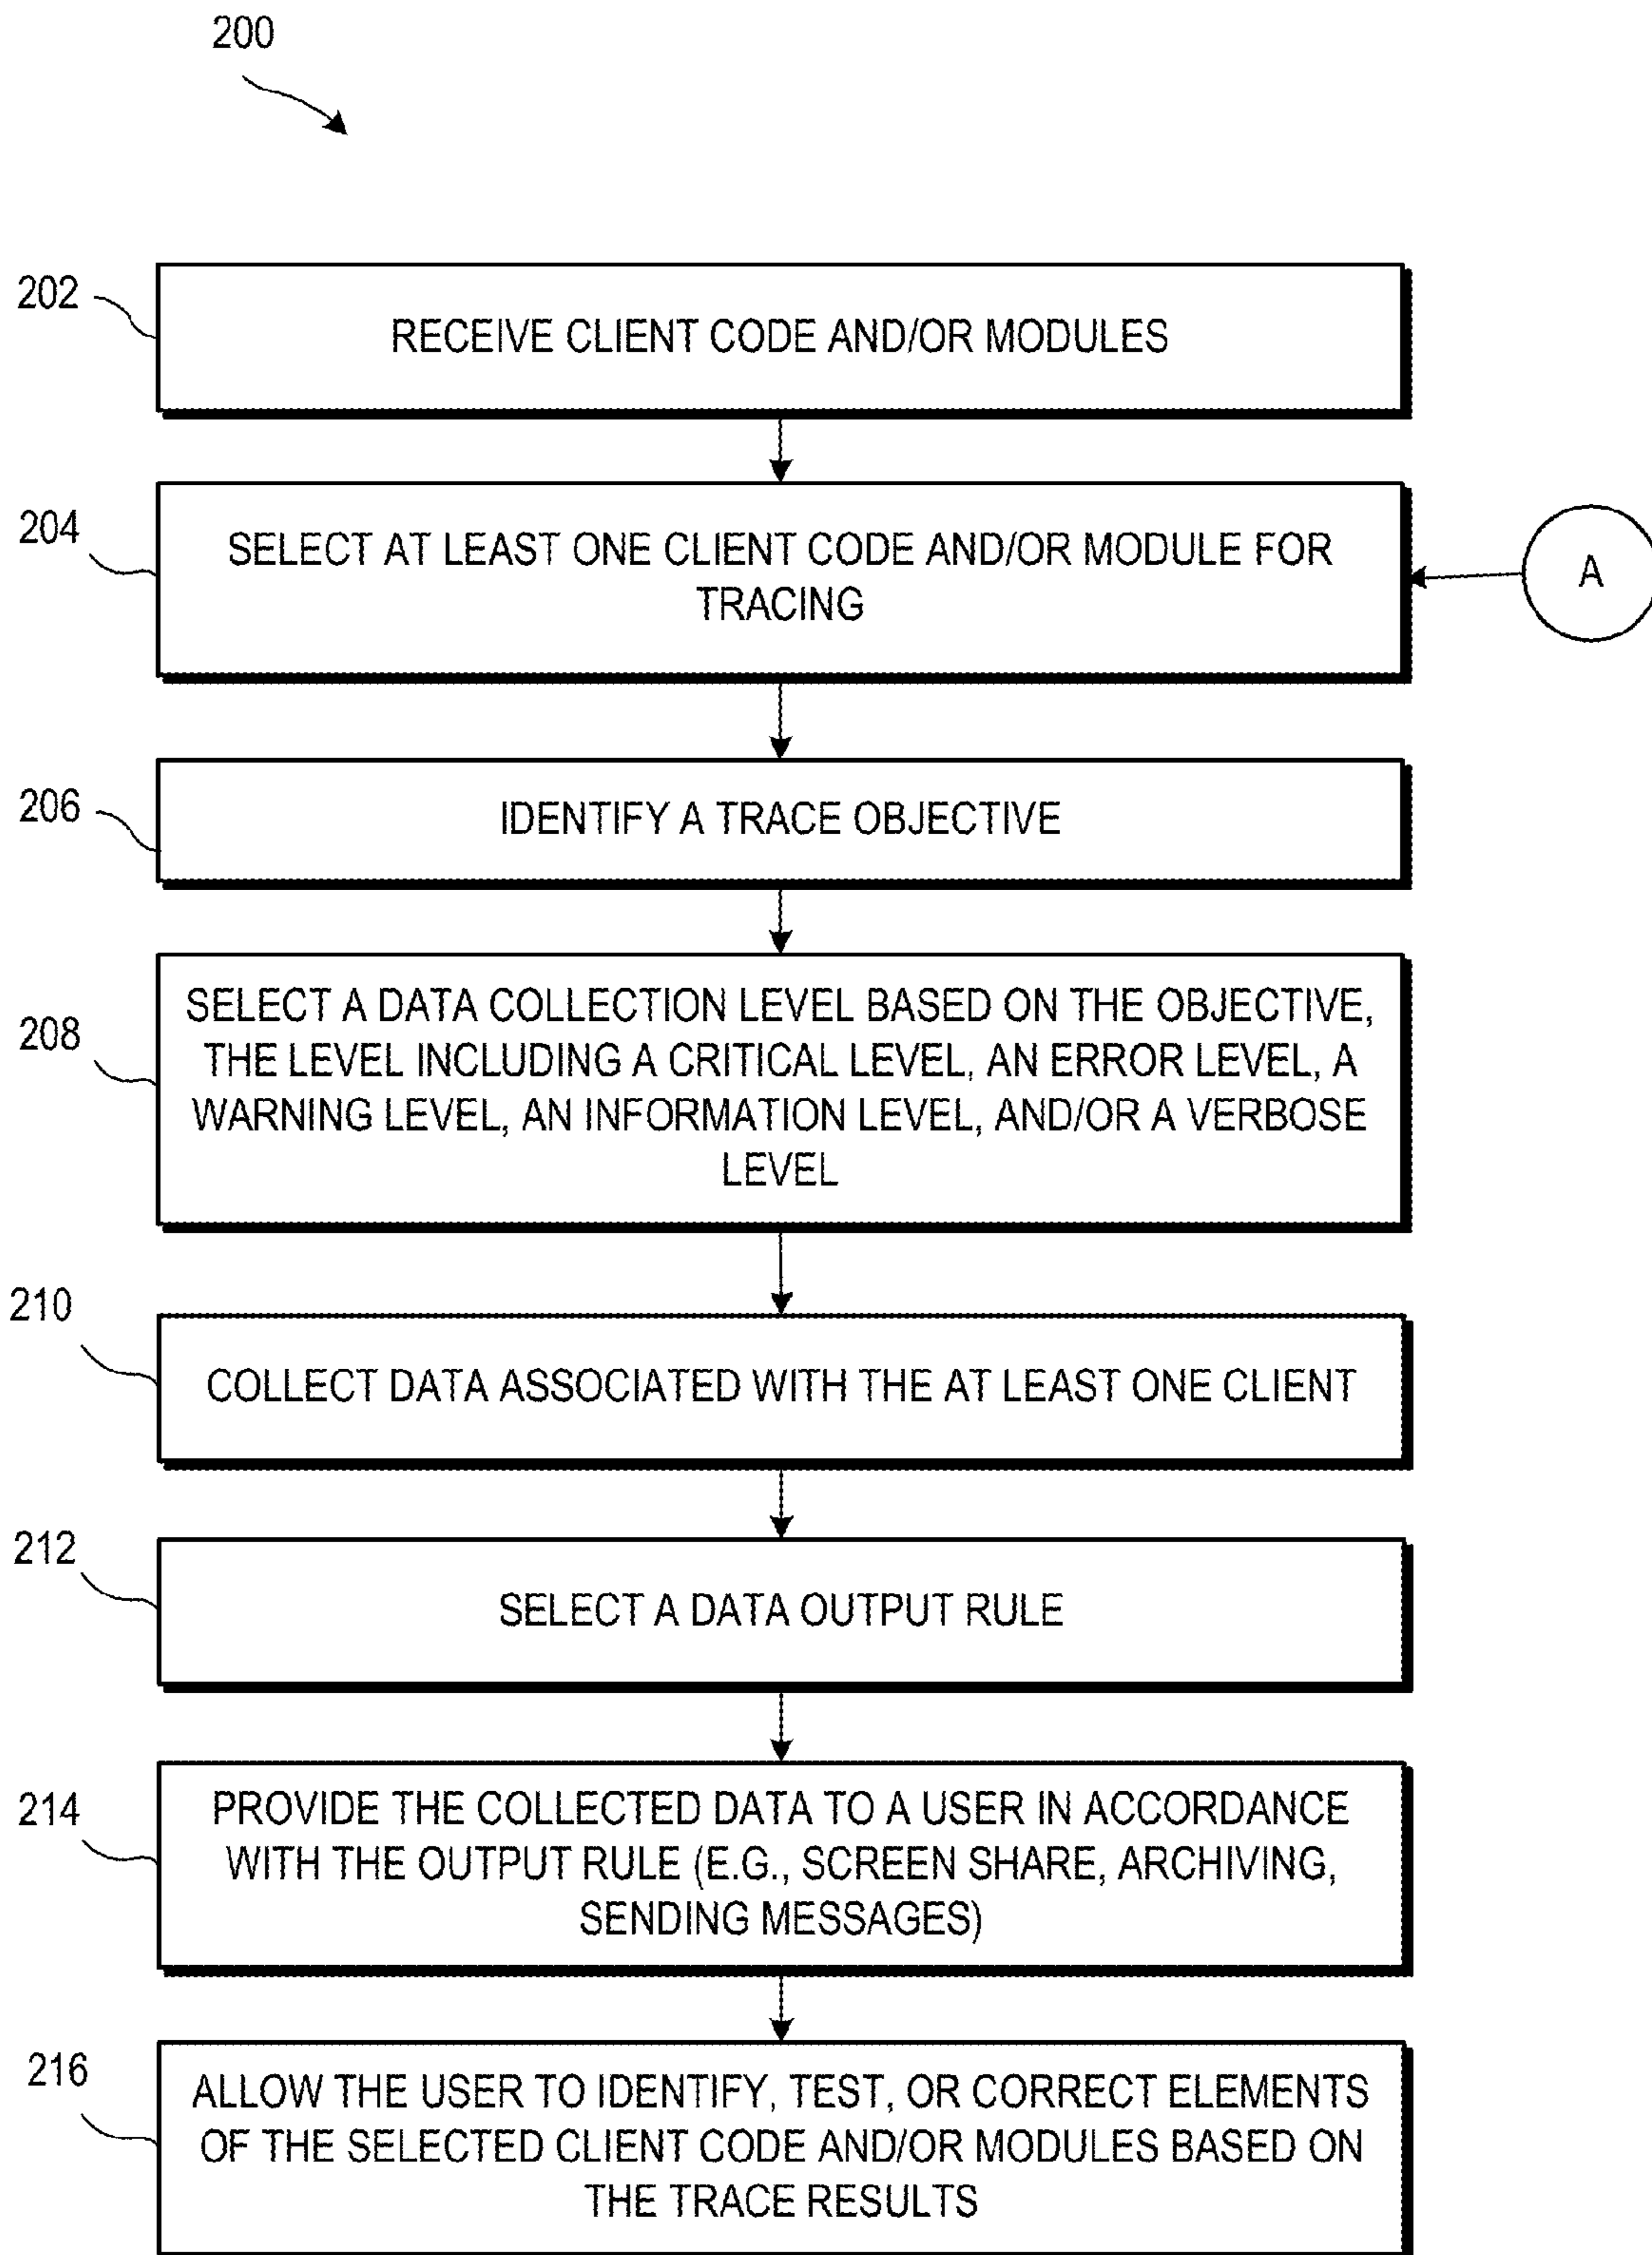 200
202
RECEIVE CLIENT CODE AND/OR MODULES
204
SELECT AT LEAST ONE CLIENT CODE AND/OR MODULE FOR
TRACING
A
206
IDENTIFY A TRACE OBJECTIVE
208
SELECT A DATA COLLECTION LEVEL BASED ON THE OBJECTIVE,
THE LEVEL INCLUDING A CRITICAL LEVEL, AN ERROR LEVEL, A
WARNING LEVEL, AN INFORMATION LEVEL, AND/OR A VERBOSE
LEVEL
210
COLLECT DATA ASSOCIATED WITH THE AT LEAST ONE CLIENT
212
SELECT A DATA OUTPUT RULE
214
PROVIDE THE COLLECTED DATA TO A USER IN ACCORDANCE
WITH THE OUTPUT RULE (E.G., SCREEN SHARE, ARCHIVING,
SENDING MESSAGES)
216
ALLOW THE USER TO IDENTIFY, TEST, OR CORRECT ELEMENTS
OF THE SELECTED CLIENT CODE AND/OR MODULES BASED ON
THE TRACE RESULTS